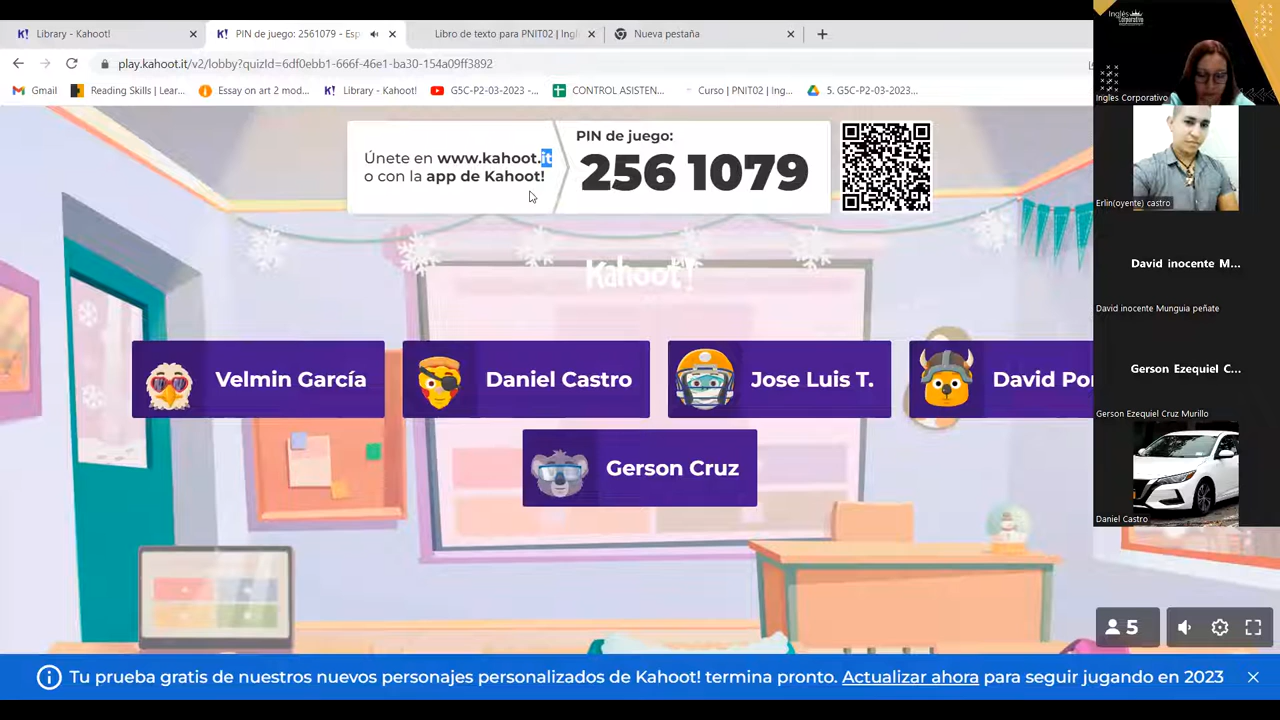 Library - Kahoot!
PIN de juego: 2561079 - Esp
Libro de texto para PNIT02 | Ingl
Nueva pestaña
play.kahoot.it/v2/lobby?quizId=6df0ebb1-666f-46e1-ba30-154a09ff3892
Gmail
Reading Skills | Lear...
Essay on art 2 mod...
Library - Kahoot!
G5C-P2-03-2023 -...
CONTROL ASISTEN...
Curso | PNIT02 | Ing...
5. G5C-P2-03-2023...
Únete en www.kahoot.it
o con la app de Kahoot!
PIN de juego:
256 1079
Kahoot!
Velmin García
Daniel Castro
Jose Luis T.
David Por
Gerson Cruz
5
Tu prueba gratis de nuestros nuevos personajes personalizados de Kahoot! termina pronto. Actualizar ahora para seguir jugando en 2023
Inglés
Corporativo
Ingles Corporativo
Erlin(oyente) castro
David inocente M...
David inocente Munguia peñate
Gerson Ezequiel C...
Gerson Ezequiel Cruz Murillo
Daniel Castro